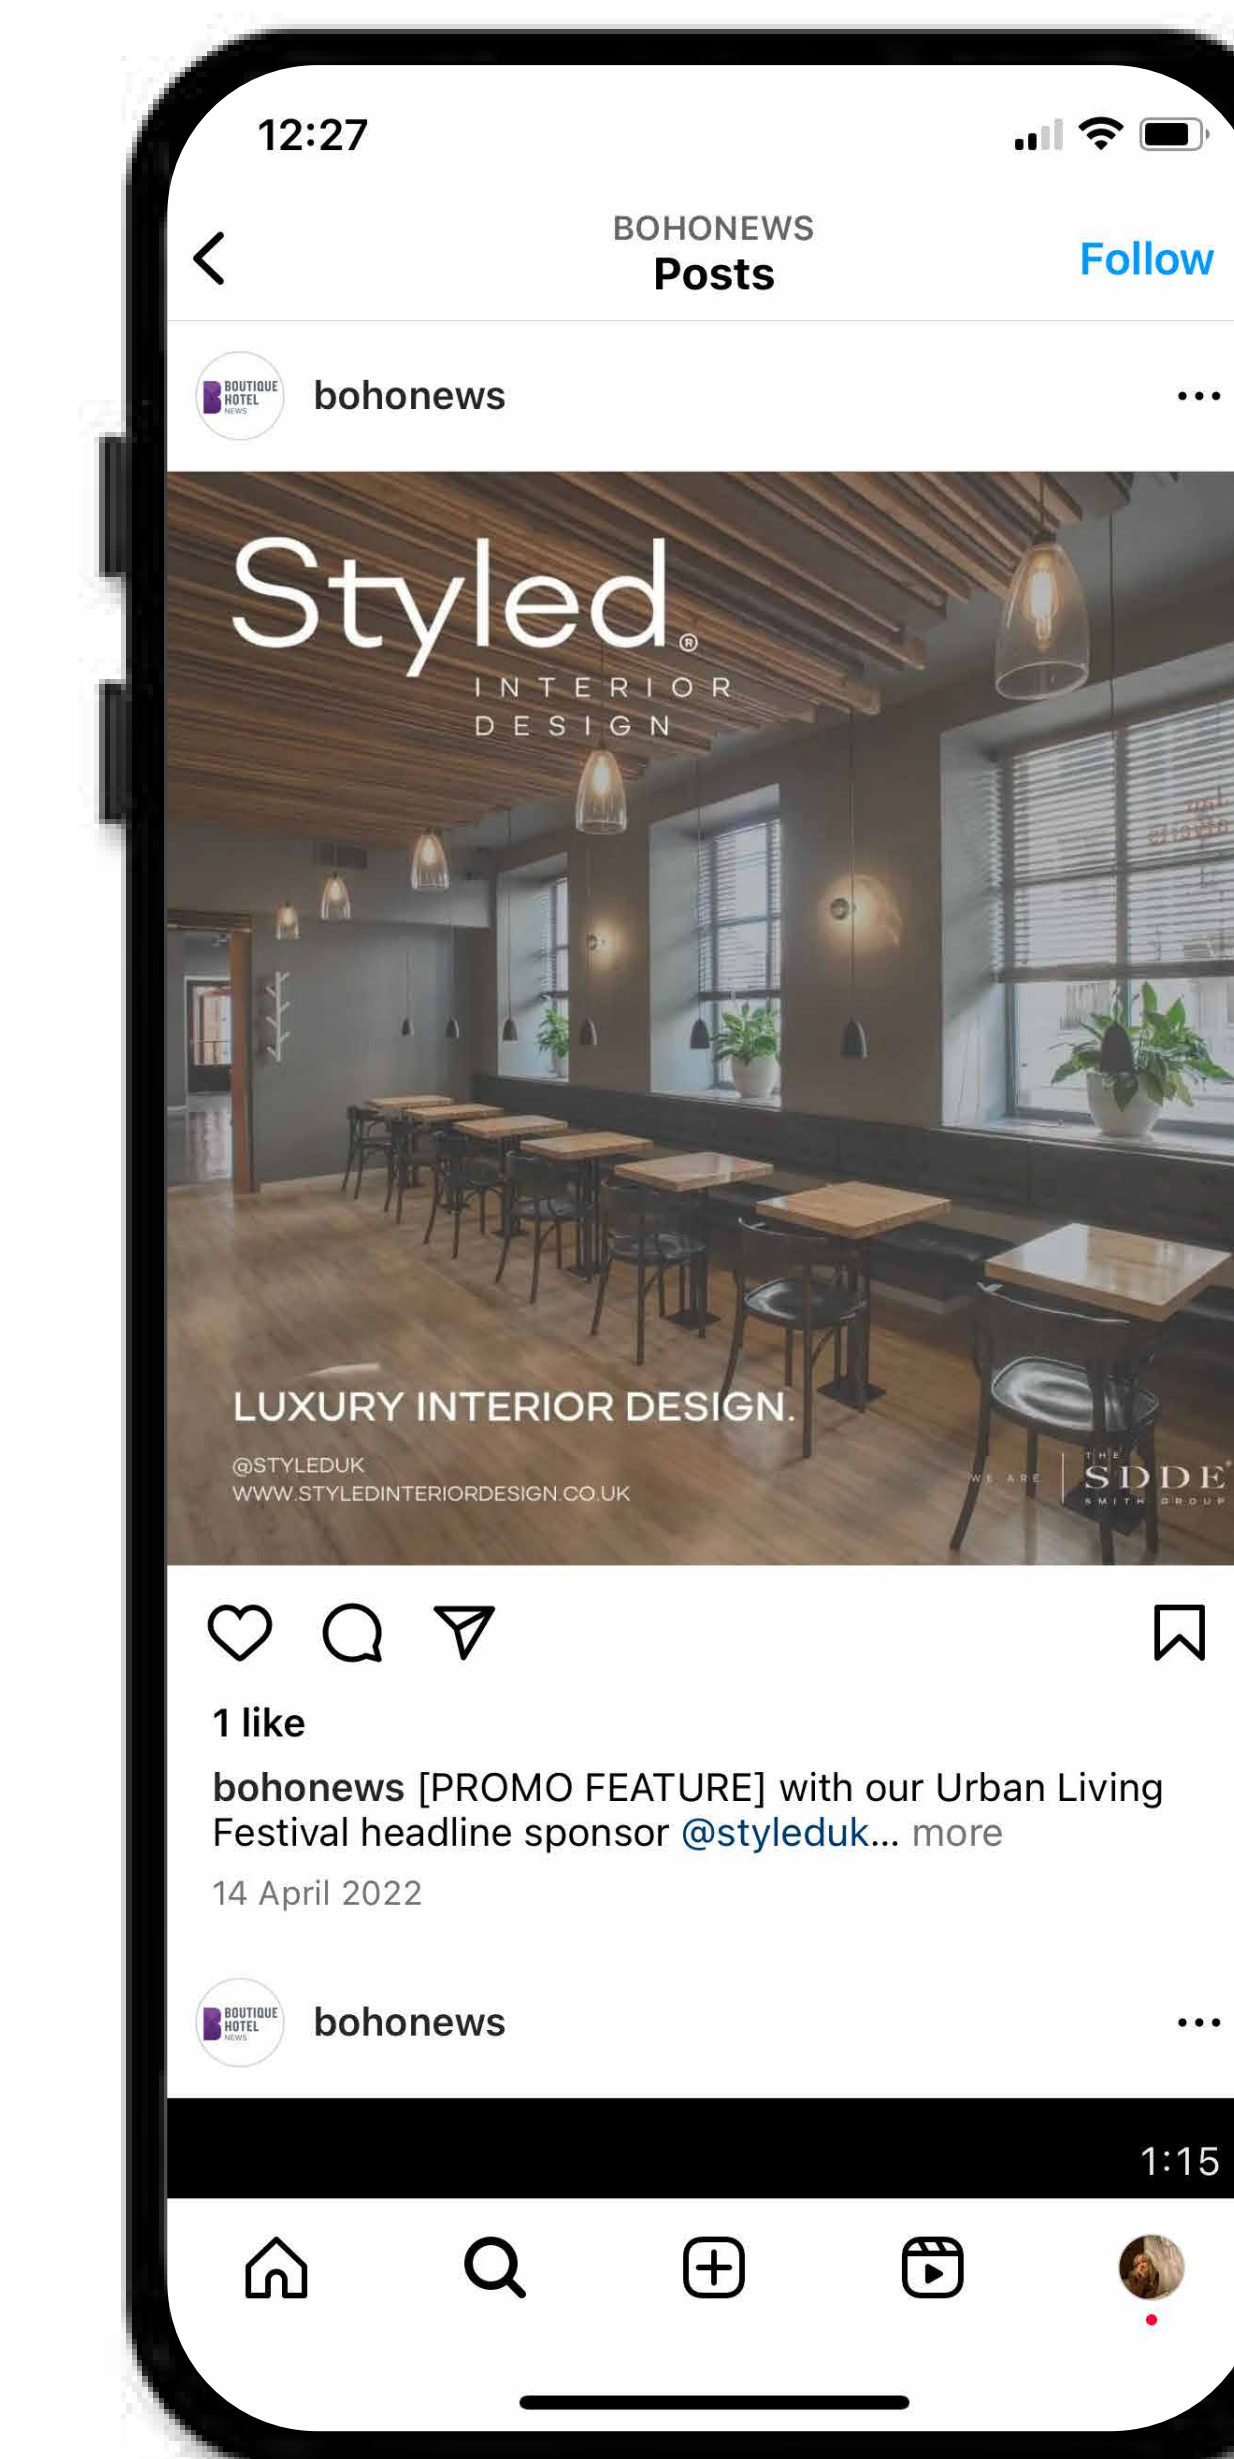 12:27
BOHONEWS
Posts
Follow
BOUTIQUE
HOTEL
NEWS
bohonews
Styled®
INTERIOR
DESIGN
LUXURY INTERIOR DESIGN.
@STYLEDUK
WWW.STYLEDINTERIORDESIGN.CO.UK
WE ARE
THE
SDDE®
SMITH GROUP
1 like
bohonews [PROMO FEATURE] with our Urban Living
Festival headline sponsor @styleduk... more
14 April 2022
BOUTIQUE
HOTEL
NEWS
bohonews
1:15